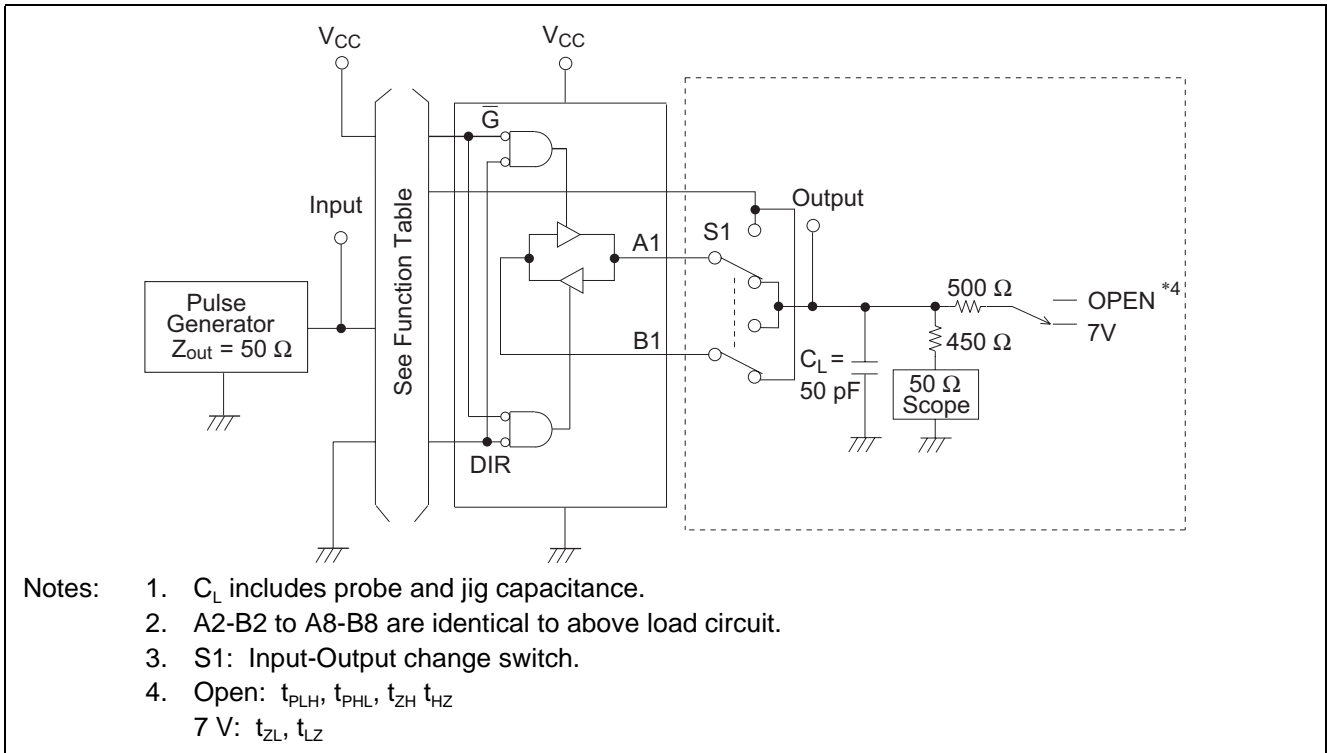 VCC
VCC
G̅
Input
See Function Table
Output
A1
S1
Pulse
Generator
Zout = 50 Ω
500 Ω
OPEN *4
7V
450 Ω
B1
CL =
50 pF
50 Ω
Scope
DIR
Notes: 1. CL includes probe and jig capacitance.
2. A2-B2 to A8-B8 are identical to above load circuit.
3. S1: Input-Output change switch.
4. Open: tPLH, tPHL, tZH tHZ
7 V: tZL, tLZ